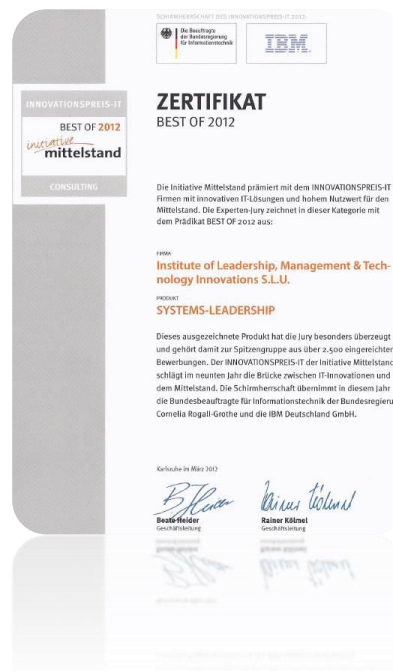 SCHIRMHERRSCHAFT DES INNOVATIONSPREIS-IT 2012
Die Beauftragte
der Bundesregierung
für Informationstechnik
IBM
INNOVATIONSPREIS-IT
BEST OF 2012
initiative
mittelstand
CONSULTING
ZERTIFIKAT
BEST OF 2012
Die Initiative Mittelstand prämiert mit dem INNOVATIONSPREIS-IT
Firmen mit innovativen IT-Lösungen und hohem Nutzwert für den
Mittelstand. Die Experten-Jury zeichnet in dieser Kategorie mit
dem Prädikat BEST OF 2012 aus:
FIRMA
Institute of Leadership, Management & Tech-
nology Innovations S.L.U.
PRODUKT
SYSTEMS-LEADERSHIP
Dieses ausgezeichnete Produkt hat die Jury besonders überzeugt
und gehört damit zur Spitzengruppe aus über 2.500 eingereichten
Bewerbungen. Der INNOVATIONSPREIS-IT der Initiative Mittelstand
schlägt im neunten Jahr die Brücke zwischen IT-Innovationen und
dem Mittelstand. Die Schirmherrschaft übernimmt in diesem Jahr
die Bundesbeauftragte für Informationstechnik der Bundesregieru
Cornelia Rogall-Grothe und die IBM Deutschland GmbH.
Karlsruhe im März 2012
Beate Heider
Geschäftsleitung
Rainer Kölmel
Geschäftsleitung